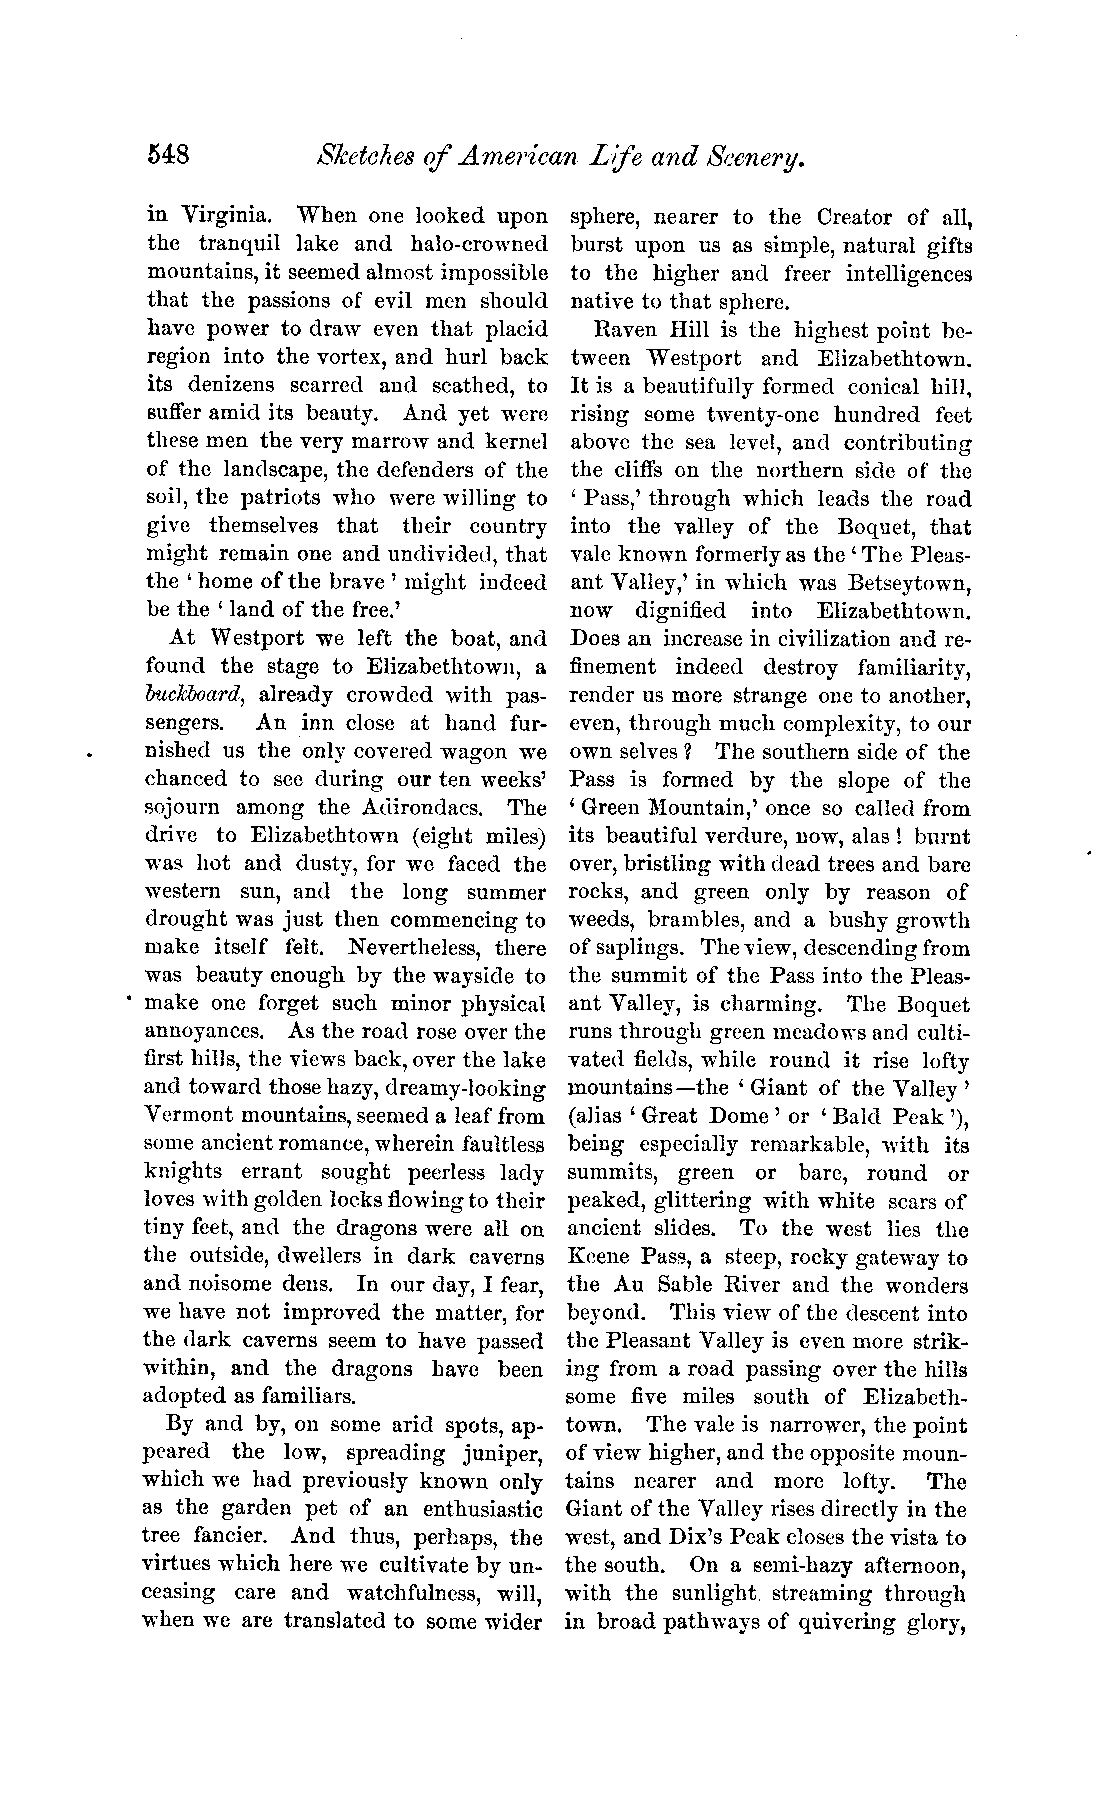 548 Sketches of American Life and Scenery.
in Virginia. When one looked upon
the tranquil lake and halo-crowned
mountains, it seemed almost impossible
that the passions of evil men should
have power to draw even that placid
region into the vortex, and hurl back
its denizens scarred and scathed, to
suffer amid its beauty. And yet were
these men the very marrow and kernel
of the landscape, the defenders of the
soil, the patriots who were willing to
give themselves that their country
might remain one and undivided, that
the ‘ home of the brave ’ might indeed
be the ‘ land of the free.’
At Westport we left the boat, and
found the stage to Elizabethtown, a
buckboard, already crowded with pas-
sengers. An inn close at hand fur-
nished us the only covered wagon we
chanced to see during our ten weeks’
sojourn among the Adirondacs. The
drive to Elizabethtown (eight miles)
was hot and dusty, for we faced the
western sun, and the long summer
drought was just then commencing to
make itself felt. Nevertheless, there
was beauty enough by the wayside to
make one forget such minor physical
annoyances. As the road rose over the
first hills, the views back, over the lake
and toward those hazy, dreamy-looking
Vermont mountains, seemed a leaf from
some ancient romance, wherein faultless
knights errant sought peerless lady
loves with golden locks flowing to their
tiny feet, and the dragons were all on
the outside, dwellers in dark caverns
and noisome dens. In our day, I fear,
we have not improved the matter, for
the dark caverns seem to have passed
within, and the dragons have been
adopted as familiars.
By and by, on some arid spots, ap-
peared the low, spreading juniper,
which we had previously known only
as the garden pet of an enthusiastic
tree fancier. And thus, perhaps, the
virtues which here we cultivate by un-
ceasing care and watchfulness, will,
when we are translated to some wider
sphere, nearer to the Creator of all,
burst upon us as simple, natural gifts
to the higher and freer intelligences
native to that sphere.
Raven Hill is the highest point be-
tween Westport and Elizabethtown.
It is a beautifully formed conical hill,
rising some twenty-one hundred feet
above the sea level, and contributing
the cliffs on the northern side of the
‘ Pass,’ through which leads the road
into the valley of the Boquet, that
vale known formerly as the ‘ The Pleas-
ant Valley,’ in which was Betseytown,
now dignified into Elizabethtown.
Does an increase in civilization and re-
finement indeed destroy familiarity,
render us more strange one to another,
even, through much complexity, to our
own selves ? The southern side of the
Pass is formed by the slope of the
‘ Green Mountain,’ once so called from
its beautiful verdure, now, alas ! burnt
over, bristling with dead trees and bare
rocks, and green only by reason of
weeds, brambles, and a bushy growth
of saplings. The view, descending from
the summit of the Pass into the Pleas-
ant Valley, is charming. The Boquet
runs through green meadows and culti-
vated fields, while round it rise lofty
mountains—the ‘ Giant of the Valley ’
(alias ‘ Great Dome ’ or ‘ Bald Peak ’),
being especially remarkable, with its
summits, green or bare, round or
peaked, glittering with white scars of
ancient slides. To the west lies the
Keene Pass, a steep, rocky gateway to
the Au Sable River and the wonders
beyond. This view of the descent into
the Pleasant Valley is even more strik-
ing from a road passing over the hills
some five miles south of Elizabeth-
town. The vale is narrower, the point
of view higher, and the opposite moun-
tains nearer and more lofty. The
Giant of the Valley rises directly in the
west, and Dix’s Peak closes the vista to
the south. On a semi-hazy afternoon,
with the sunlight streaming through
in broad pathways of quivering glory,